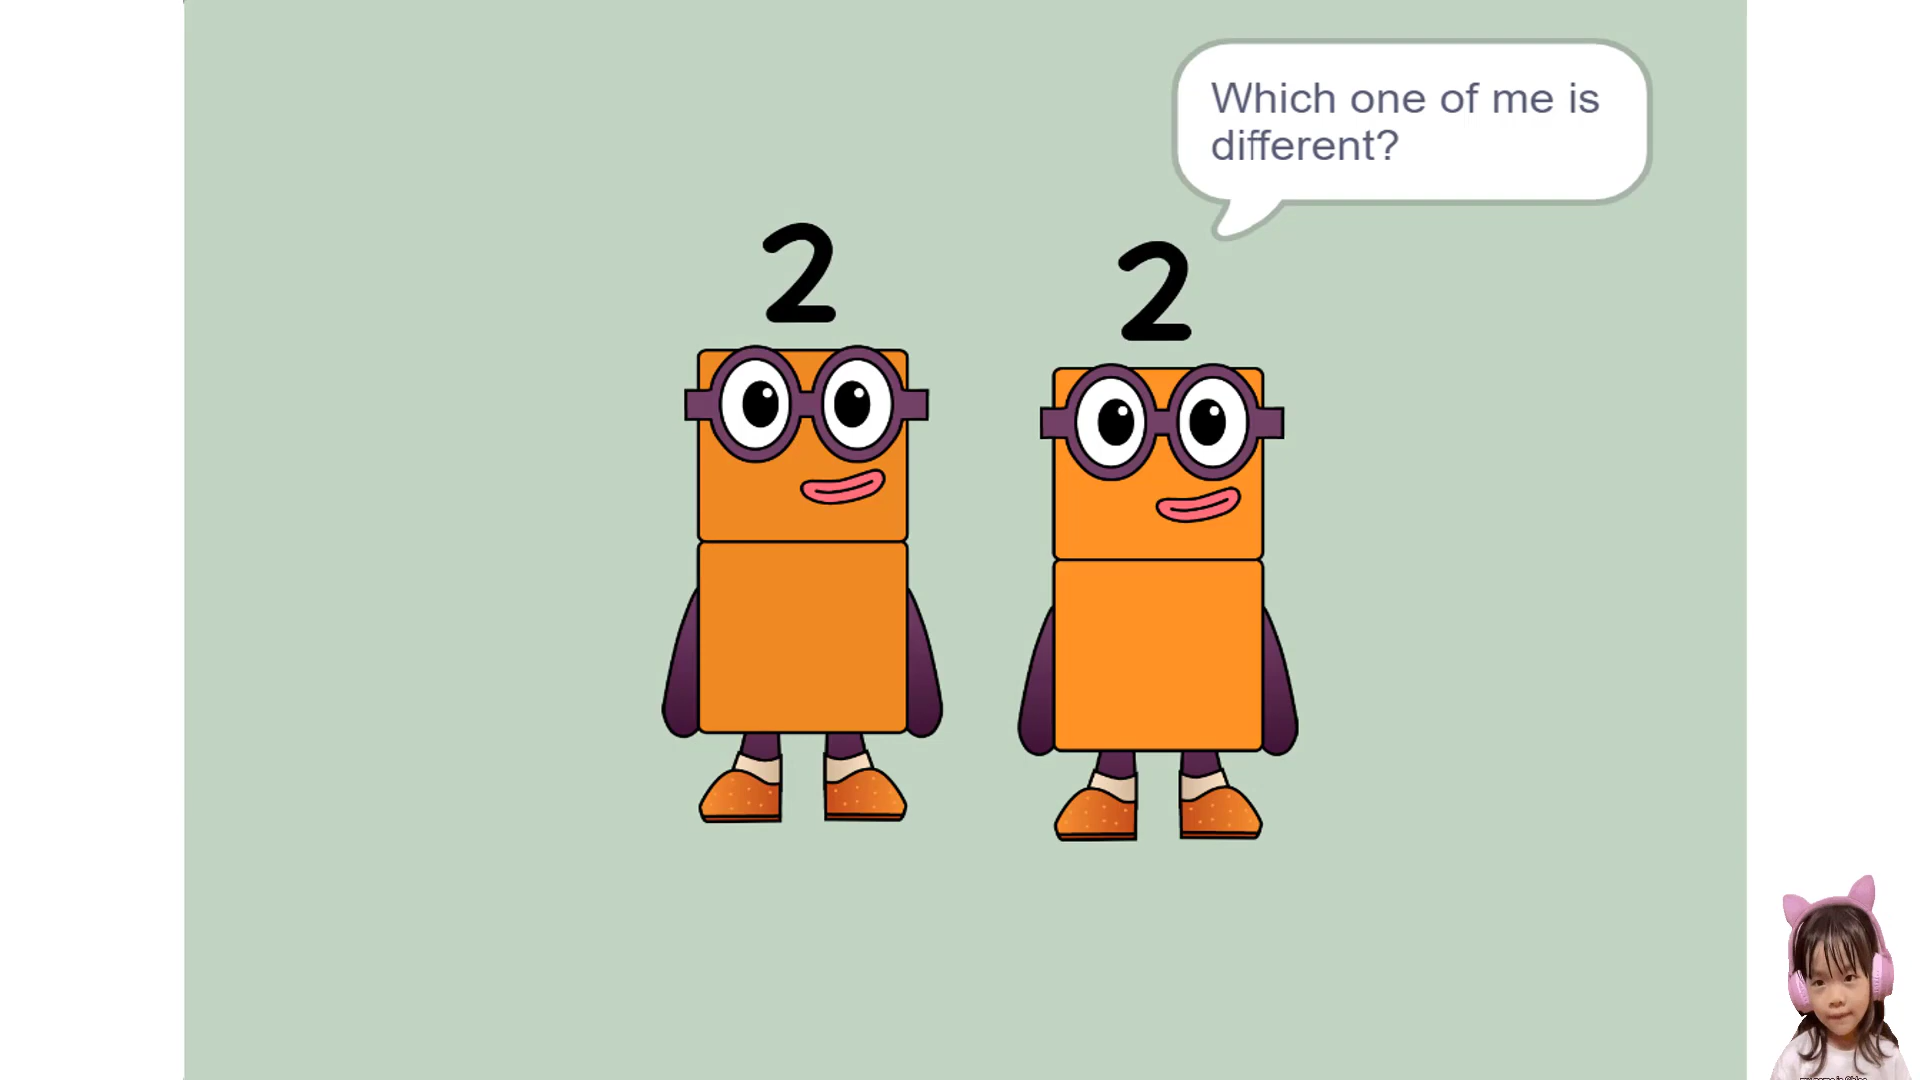 Which one of me is
different?
2
2